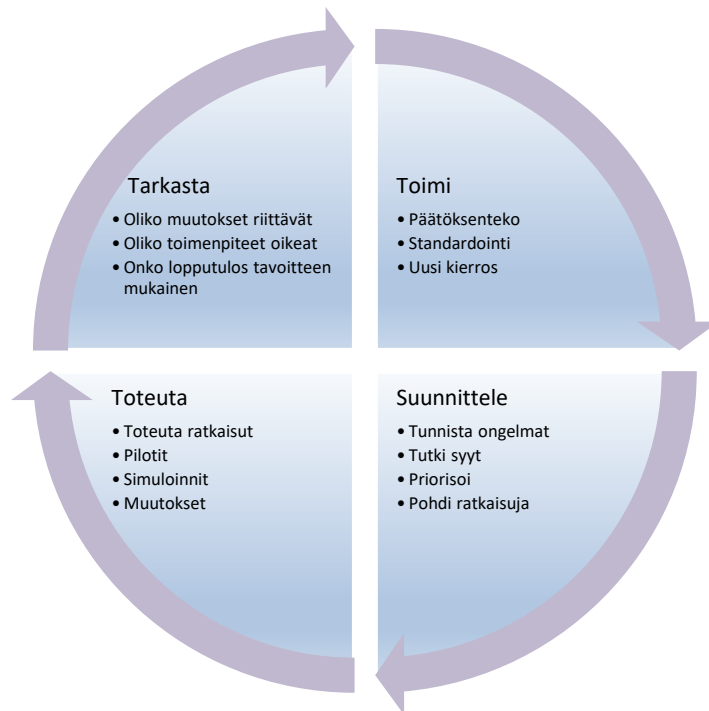 Tarkasta
• Oliko muutokset riittävät
• Oliko toimenpiteet oikeat
• Onko lopputulos tavoitteen
mukainen
Toimi
• Päätöksenteko
• Standardointi
• Uusi kierros
Toteuta
• Toteuta ratkaisut
• Pilotit
• Simuloinnit
• Muutokset
Suunnittele
• Tunnista ongelmat
• Tutki syyt
• Priorisoi
• Pohdi ratkaisuja